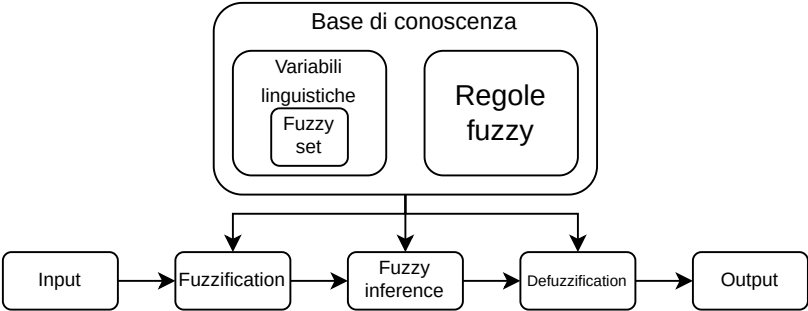 Base di conoscenza
Variabili
linguistiche
Fuzzy
set
Regole
fuzzy
Input
Fuzzification
Fuzzy
inference
Defuzzification
Output